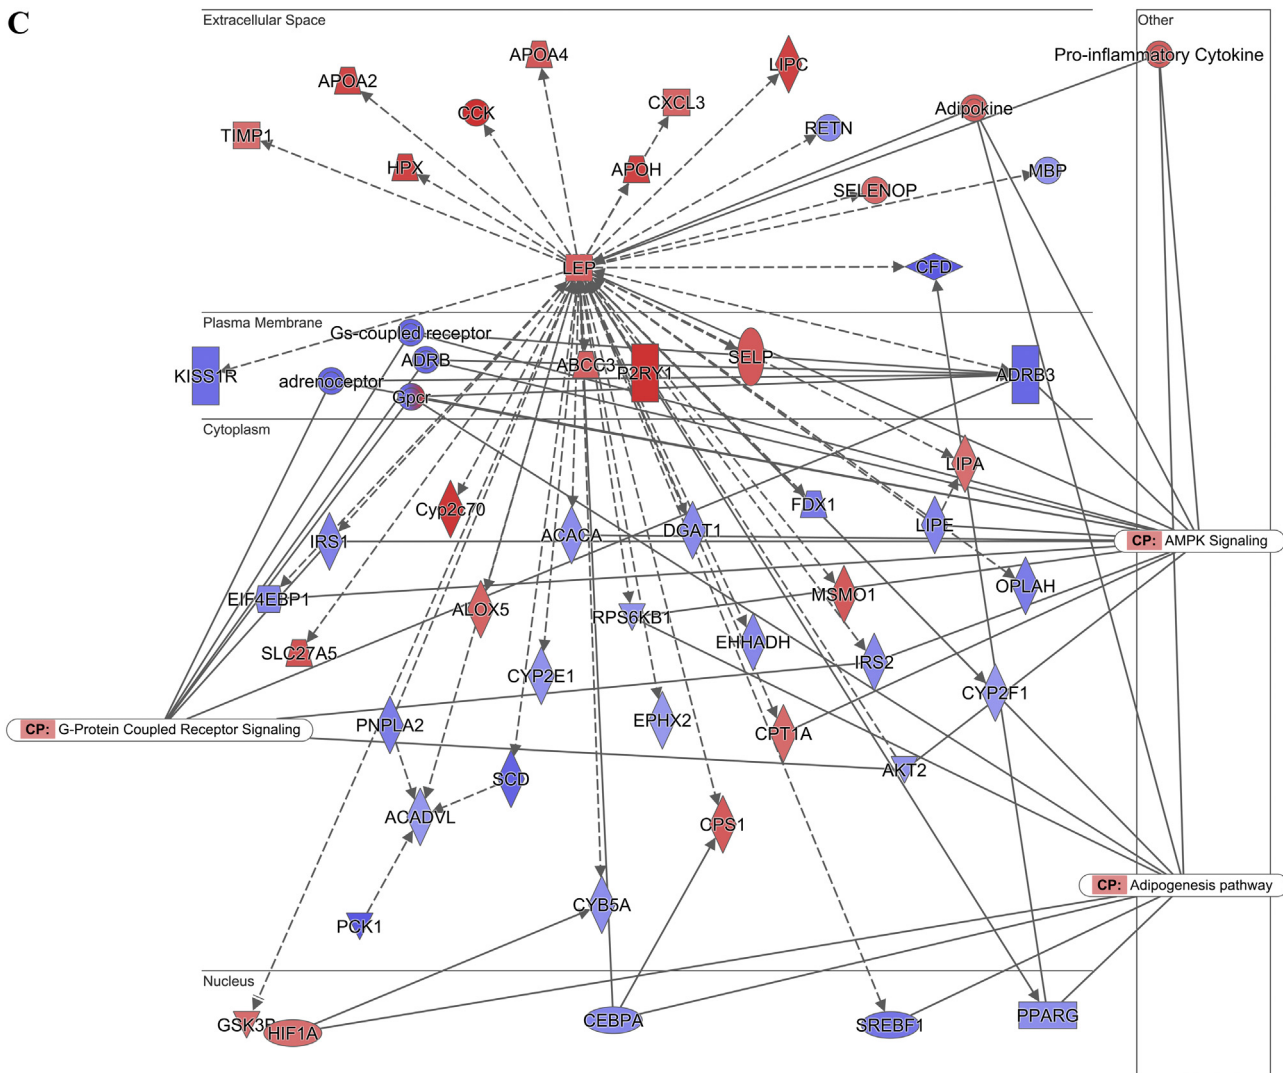 C
Extracellular Space
Other
APOA4
Pro-inflammatory Cytokine
LIPC
APOA2
CXCL3
Adipokine
CCK
RETN
TIMP1
HPX
APOH
MBP
SELENOP
LEP
CFD
Plasma Membrane
Gs-coupled receptor
ADRB
ABCG3
SELP
KISS1R
adrenoceptor
P2RY1
ADRB3
Gpcr
Cytoplasm
LIPA
Cyp2c70
FDX1
LIPE
IRS1
ACACA
DGAT1
CP: AMPK Signaling
OPLAH
EIF4EBP1
ALOX5
RPS6KB1
MSMO1
SLC27A5
EHHADH
IRS2
CYP2E1
CYP2F1
CP: G-Protein Coupled Receptor Signaling
PNPLA2
EPHX2
CPT1A
SCD
AKT2
ACADVL
CPS1
CP: Adipogenesis pathway
CYB5A
PCK1
Nucleus
GSK3B
HIF1A
CEBPA
SREBF1
PPARG